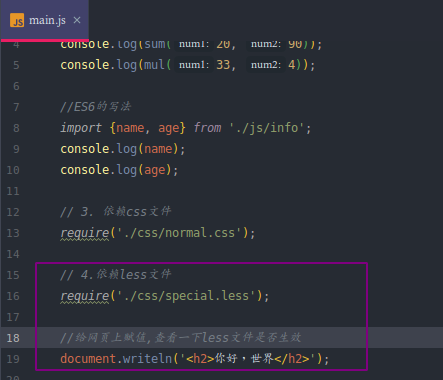 JS main.js ×
4 console.log(sum( num1: 20, num2: 90));
5 console.log(mul( num1: 33, num2: 4));
6
7 //ES6的写法
8 import {name, age} from './js/info';
9 console.log(name);
10 console.log(age);
11
12 // 3. 依赖css文件
13 require('./css/normal.css');
14
15 // 4.依赖less文件
16 require('./css/special.less');
17
18 //给网页上赋值,查看一下less文件是否生效
19 document.writeln('<h2>你好，世界</h2>');